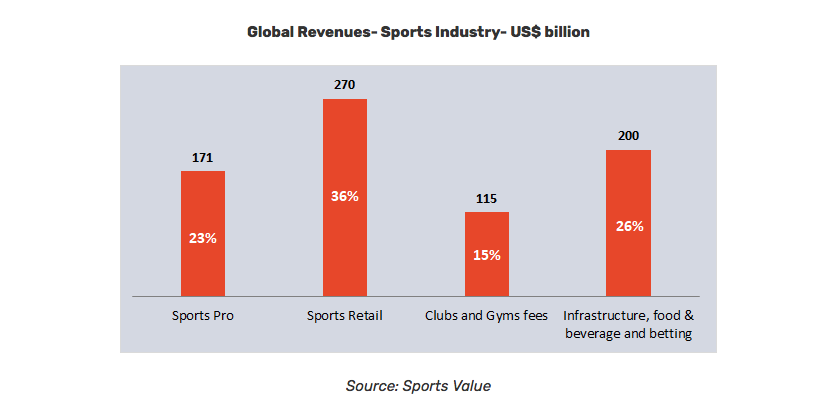 Global Revenues- Sports Industry- US$ billion
270
200
171
115
36%
26%
23%
15%
Sports Pro
Sports Retail
Clubs and Gyms fees
Infrastructure, food &
beverage and betting
Source: Sports Value